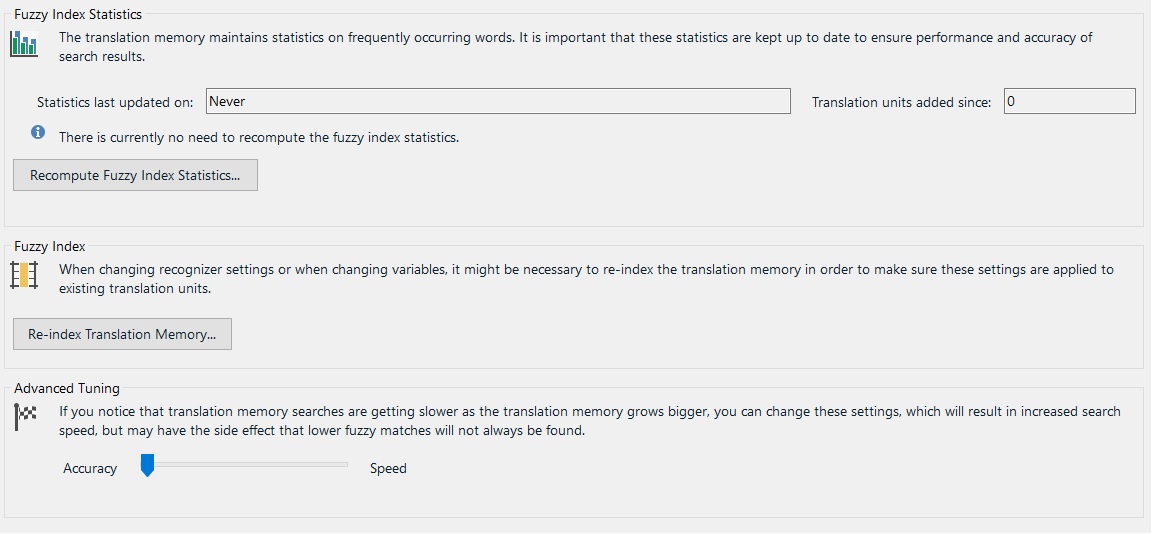 Fuzzy Index Statistics
The translation memory maintains statistics on frequently occurring words. It is important that these statistics are kept up to date to ensure performance and accuracy of
search results.
Statistics last updated on: Never Translation units added since: 0
There is currently no need to recompute the fuzzy index statistics.
Recompute Fuzzy Index Statistics...
Fuzzy Index
When changing recognizer settings or when changing variables, it might be necessary to re-index the translation memory in order to make sure these settings are applied to
existing translation units.
Re-index Translation Memory...
Advanced Tuning
If you notice that translation memory searches are getting slower as the translation memory grows bigger, you can change these settings, which will result in increased search
speed, but may have the side effect that lower fuzzy matches will not always be found.
Accuracy Speed